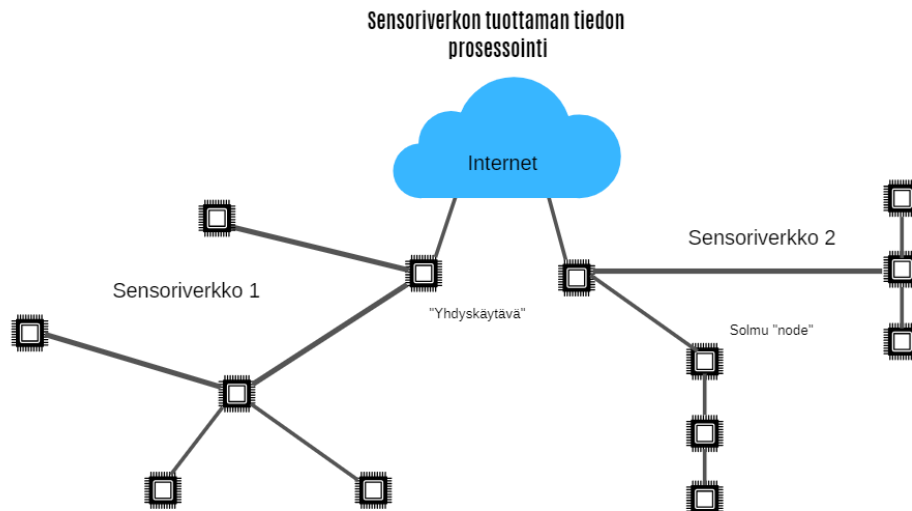 Sensoriverkon tuottaman tiedon
prosessointi
Internet
Sensoriverkko 2
Sensoriverkko 1
"Yhdyskäytävä"
Solmu "node"